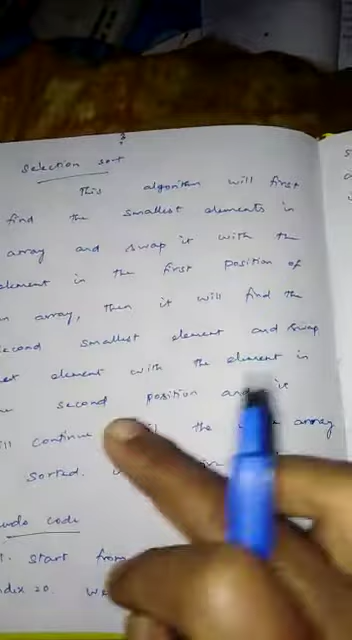 Selection sort
This algorithm will first
find the smallest elements in
array and swap it with the
element in the first position of
array, then it will find the
second smallest element and swap
element with the element in
second position and it
continue the array
sorted.
code
1. Start from
index 20.